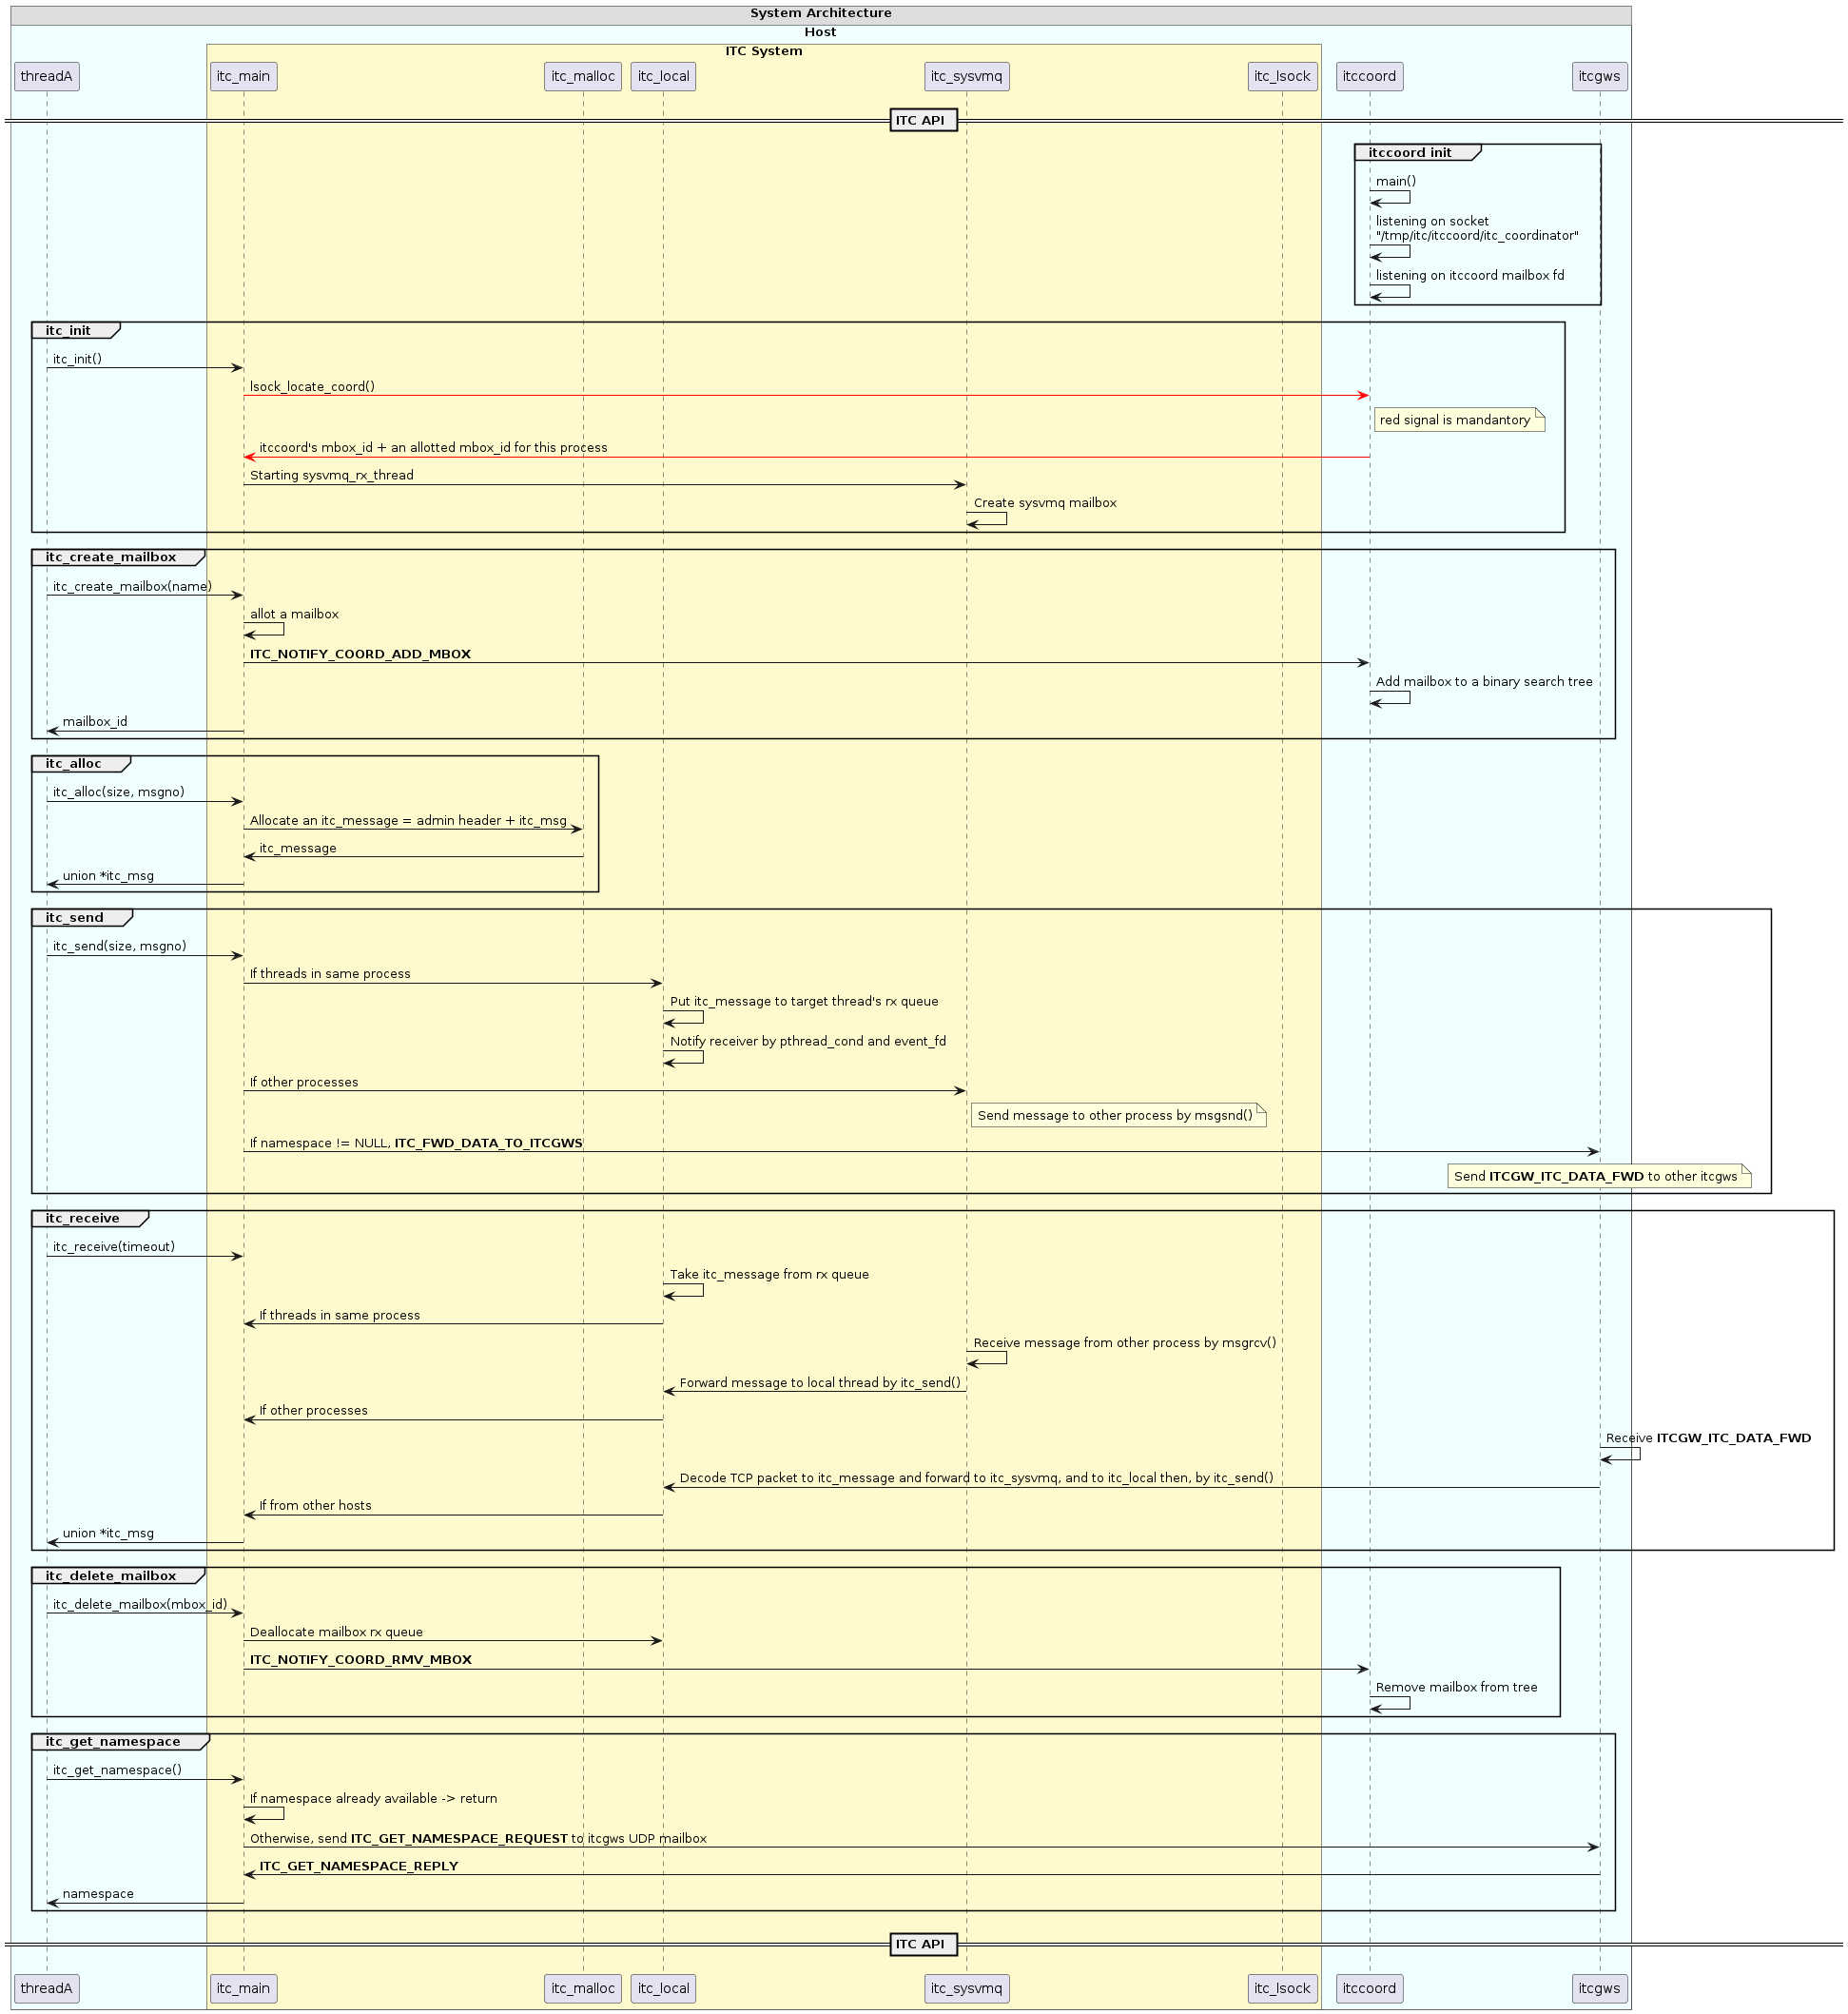 System Architecture
Host
ITC System
threadA
itc_main
itc_malloc
itc_local
itc_sysvmq
itc_lsock
itccoord
itcgws
ITC API
itccoord init
main()
listening on socket
"/tmp/itc/itccoord/itc_coordinator"
listening on itccoord mailbox fd
itc_init
itc_init()
lsock_locate_coord()
red signal is mandantory
itccoord's mbox_id + an allotted mbox_id for this process
Starting sysvmq_rx_thread
Create sysvmq mailbox
itc_create_mailbox
itc_create_mailbox(name)
allot a mailbox
ITC_NOTIFY_COORD_ADD_MBOX
Add mailbox to a binary search tree
mailbox_id
itc_alloc
itc_alloc(size, msgno)
Allocate an itc_message = admin header + itc_msg
itc_message
union *itc_msg
itc_send
itc_send(size, msgno)
If threads in same process
Put itc_message to target thread's rx queue
Notify receiver by pthread_cond and event_fd
If other processes
Send message to other process by msgsnd()
If namespace != NULL, ITC_FWD_DATA_TO_ITCGWS
Send ITCGW_ITC_DATA_FWD to other itcgws
itc_receive
itc_receive(timeout)
Take itc_message from rx queue
If threads in same process
Receive message from other process by msgrcv()
Forward message to local thread by itc_send()
If other processes
Receive ITCGW_ITC_DATA_FWD
Decode TCP packet to itc_message and forward to itc_sysvmq, and to itc_local then, by itc_send()
If from other hosts
union *itc_msg
itc_delete_mailbox
itc_delete_mailbox(mbox_id)
Deallocate mailbox rx queue
ITC_NOTIFY_COORD_RMV_MBOX
Remove mailbox from tree
itc_get_namespace
itc_get_namespace()
If namespace already available -> return
Otherwise, send ITC_GET_NAMESPACE_REQUEST to itcgws UDP mailbox
ITC_GET_NAMESPACE_REPLY
namespace
ITC API
threadA
itc_main
itc_malloc
itc_local
itc_sysvmq
itc_lsock
itccoord
itcgws